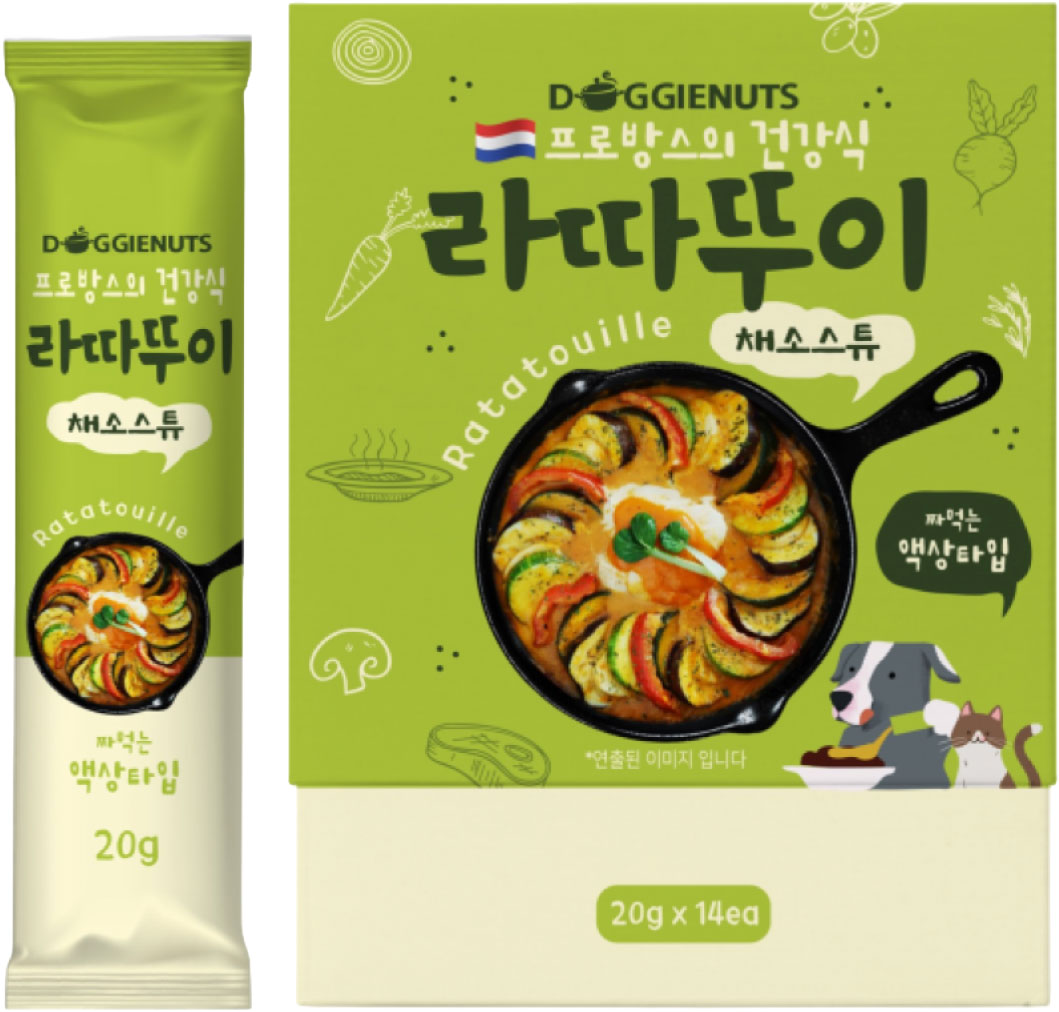 DOGGIENUTS
프로방스의 건강식
라따뚜이
채소스튜
Ratatouille
짜먹는
액상타입
20g
DOGGIENUTS
프로방스의 건강식
라따뚜이
채소스튜
Ratatouille
짜먹는
액상타입
*연출된 이미지 입니다
20g x 14ea